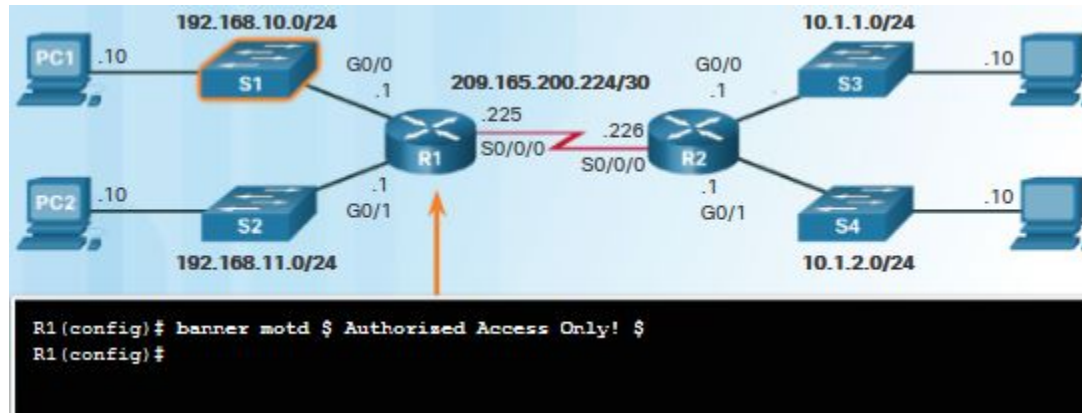 192.168.10.0/24
10.1.1.0/24
PC1
.10
S1
G0/0
.1
209.165.200.224/30
G0/0
.1
S3
.10
.225
S0/0/0
R1
.226
S0/0/0
R2
PC2
.10
S2
.1
G0/1
.1
G0/1
S4
.10
192.168.11.0/24
10.1.2.0/24
R1(config)# banner motd $ Authorized Access Only! $
R1(config)#